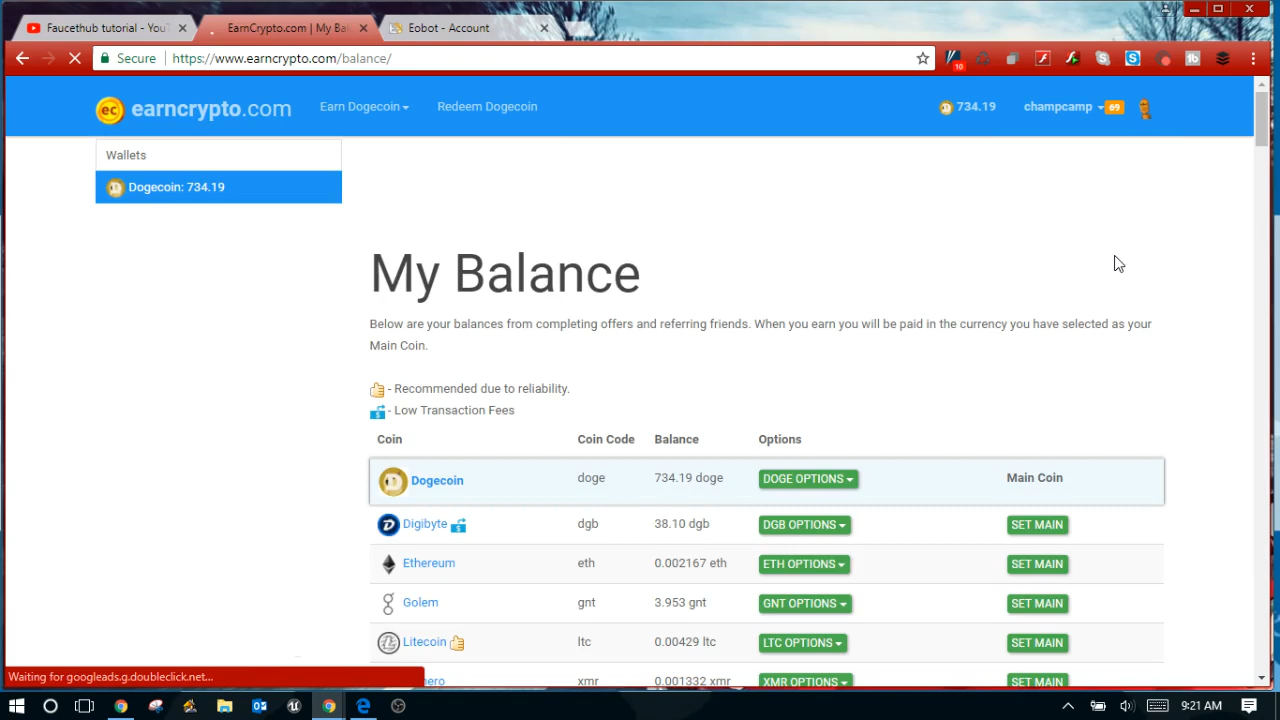 Faucethub tutorial - You
EarnCrypto.com | My Bal
Eobot - Account
Secure
https://www.earncrypto.com/balance/
10
ec earncrypto.com
Earn Dogecoin
Redeem Dogecoin
734.19
champcamp
69
Wallets
Dogecoin: 734.19
My Balance
Below are your balances from completing offers and referring friends. When you earn you will be paid in the currency you have selected as your
Main Coin.
- Recommended due to reliability.
- Low Transaction Fees
Coin Coin Code Balance Options
Dogecoin doge 734.19 doge DOGE OPTIONS Main Coin
Digibyte dgb 38.10 dgb DGB OPTIONS SET MAIN
Ethereum eth 0.002167 eth ETH OPTIONS SET MAIN
Golem gnt 3.953 gnt GNT OPTIONS SET MAIN
Litecoin ltc 0.00429 ltc LTC OPTIONS SET MAIN
nero xmr 0.001332 xmr XMR OPTIONS SET MAIN
Waiting for googleads.g.doubleclick.net...
9:21 AM